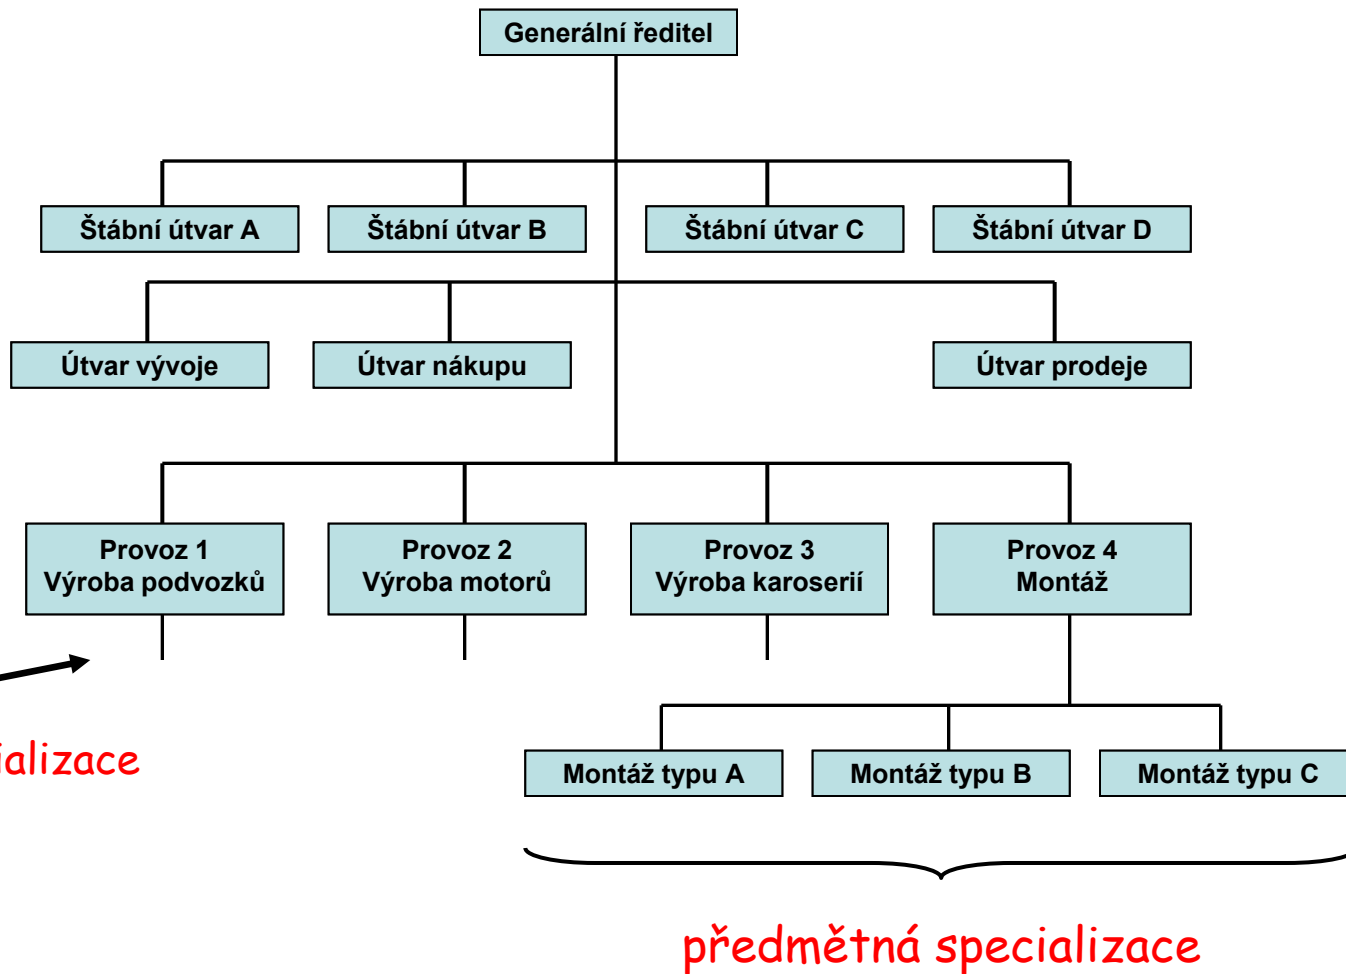 Generální ředitel
Štábní útvar A
Štábní útvar B
Štábní útvar C
Štábní útvar D
Útvar vývoje
Útvar nákupu
Útvar prodeje
Provoz 1
Výroba podvozků
Provoz 2
Výroba motorů
Provoz 3
Výroba karoserií
Provoz 4
Montáž
ializace
Montáž typu A
Montáž typu B
Montáž typu C
předmětná specializace